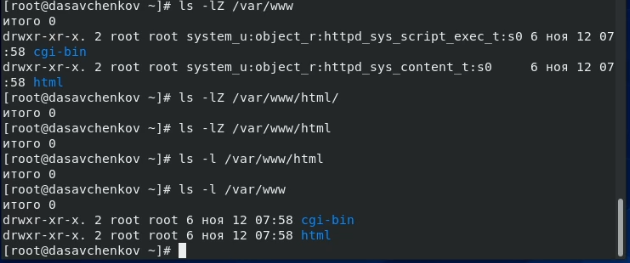 [root@dasavchenkov ~]# ls -lZ /var/www
итого 0
drwxr-xr-x. 2 root root system_u:object_r:httpd_sys_script_exec_t:s0 6 ноя 12 07
:58 cgi-bin
drwxr-xr-x. 2 root root system_u:object_r:httpd_sys_content_t:s0     6 ноя 12 07
:58 html
[root@dasavchenkov ~]# ls -lZ /var/www/html/
итого 0
[root@dasavchenkov ~]# ls -lZ /var/www/html
итого 0
[root@dasavchenkov ~]# ls -l /var/www/html
итого 0
[root@dasavchenkov ~]# ls -l /var/www
итого 0
drwxr-xr-x. 2 root root 6 ноя 12 07:58 cgi-bin
drwxr-xr-x. 2 root root 6 ноя 12 07:58 html
[root@dasavchenkov ~]#